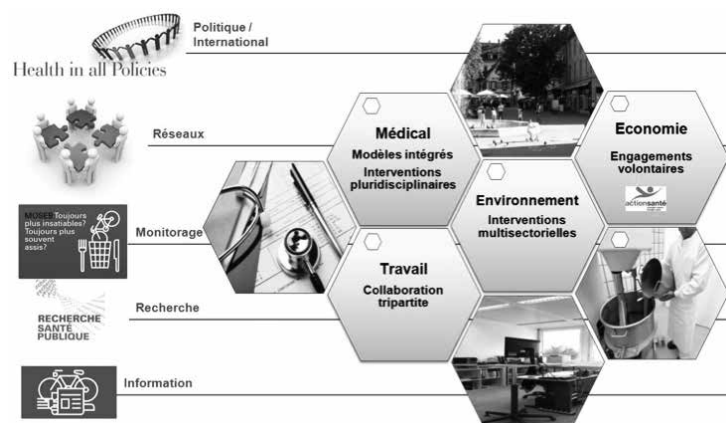 Politique /
International
Health in all Policies
Réseaux
MOSEB Toujours
plus insatiables?
Toujours plus
souvent
assis?
Monitorage
RECHERCHE
SANTÉ
PUBLIQUE
Recherche
Information
Médical
Modèles intégrés
Interventions
pluridisciplinaires
Economie
Engagements
volontaires
actionsanté
Environnement
Interventions
multisectorielles
Travail
Collaboration
tripartite